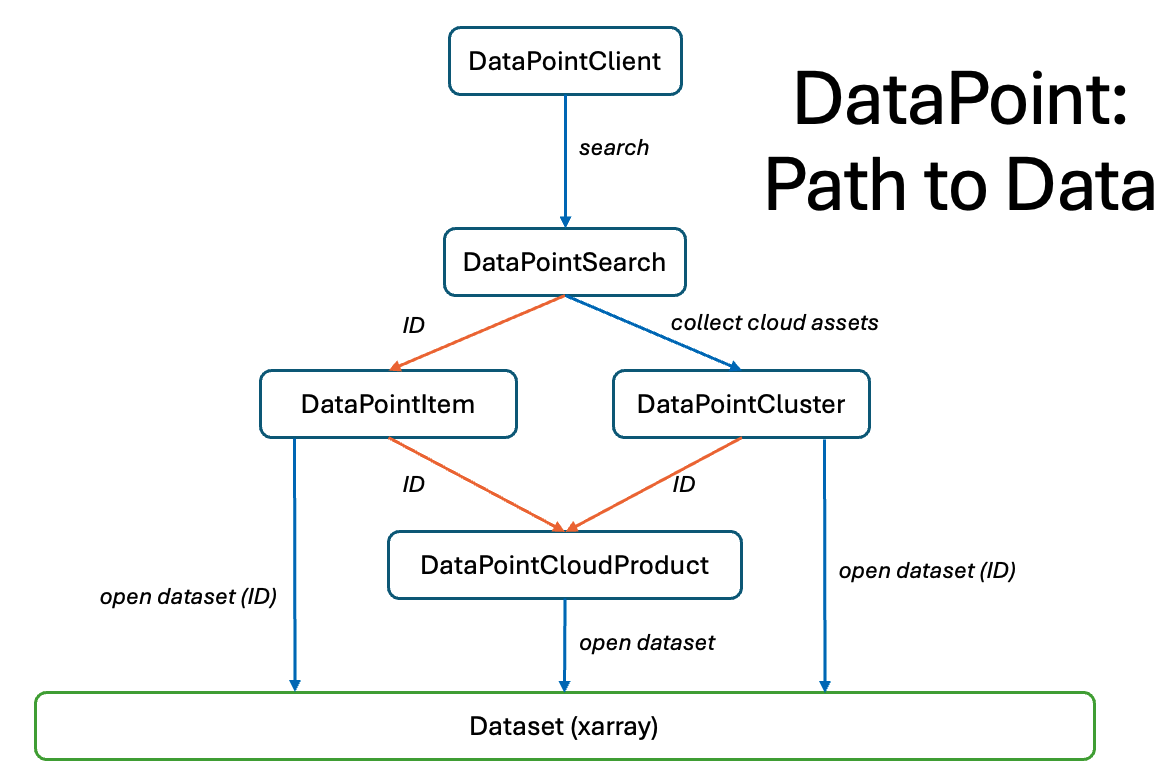 DataPointClient
DataPoint:
Path to Data
search
DataPointSearch
ID
collect cloud assets
DataPointItem
DataPointCluster
ID
ID
DataPointCloudProduct
open dataset (ID)
open dataset (ID)
open dataset
Dataset (xarray)